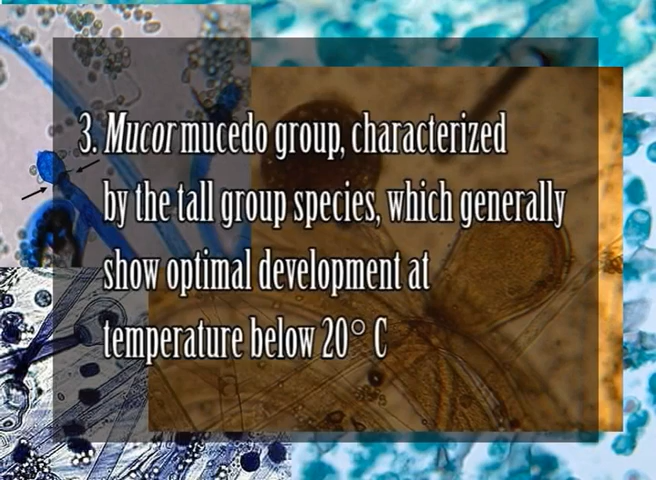 3. Mucor mucedo group, characterized
by the tall group species, which generally
show optimal development at
temperature below 20° C